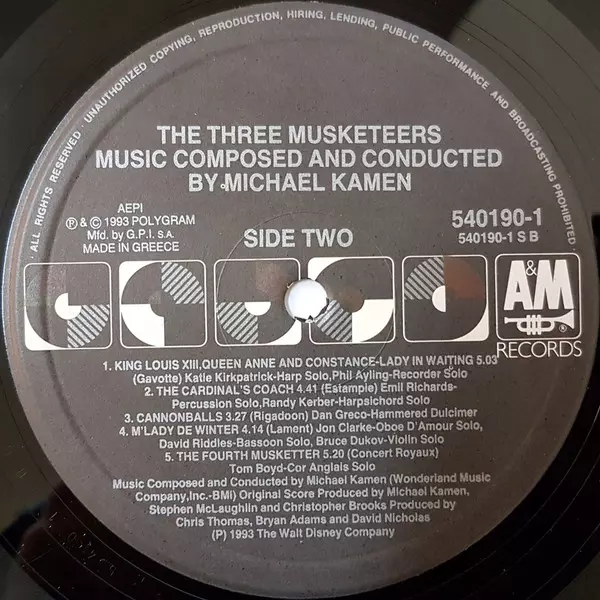 · ALL RIGHTS RESERVED · UNAUTHORIZED COPYING, REPRODUCTION, HIRING, LENDING, PUBLIC PERFORMANCE AND BROADCASTING PROHIBITED ·
THE THREE MUSKETEERS
MUSIC COMPOSED AND CONDUCTED
BY MICHAEL KAMEN
AEPI
℗ & © 1993 POLYGRAM
Mfd. by G.P.I. S.A.
MADE IN GREECE
SIDE TWO
540190-1
540190-1 S B
A&M
®
RECORDS
1. KING LOUIS XIII,QUEEN ANNE AND CONSTANCE-LADY IN WAITING 5.03
(Gavotte) Katie Kirkpatrick-Harp Solo,Phil Ayling-Recorder Solo
2. THE CARDINAL'S COACH 4.41 (Estampie) Emil Richards-
Percussion Solo,Randy Kerber-Harpsichord Solo
3. CANNONBALLS 3.27 (Rigadoon) Dan Greco-Hammered Dulcimer
4. M'LADY DE WINTER 4.14 (Lament) Jon Clarke-Oboe D'Amour Solo,
David Riddles-Bassoon Solo, Bruce Dukov-Violin Solo
5. THE FOURTH MUSKETTER 5.20 (Concert Royaux)
Tom Boyd-Cor Anglais Solo
Music Composed and Conducted by Michael Kamen (Wonderland Music
Company,Inc.-BMi) Original Score Produced by Michael Kamen,
Stephen McLaughlin and Christopher Brooks Produced by
Chris Thomas, Bryan Adams and David Nicholas
(P) 1993 The Walt Disney Company